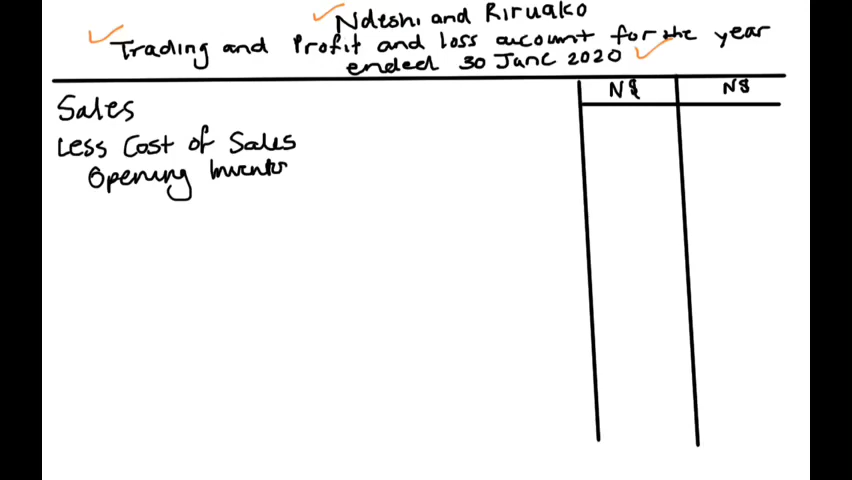 Ndeshi and Riruako
Trading and Profit and loss account for the year
ended 30 June 2020
N$ N$
Sales
Less Cost of Sales
Opening Invento